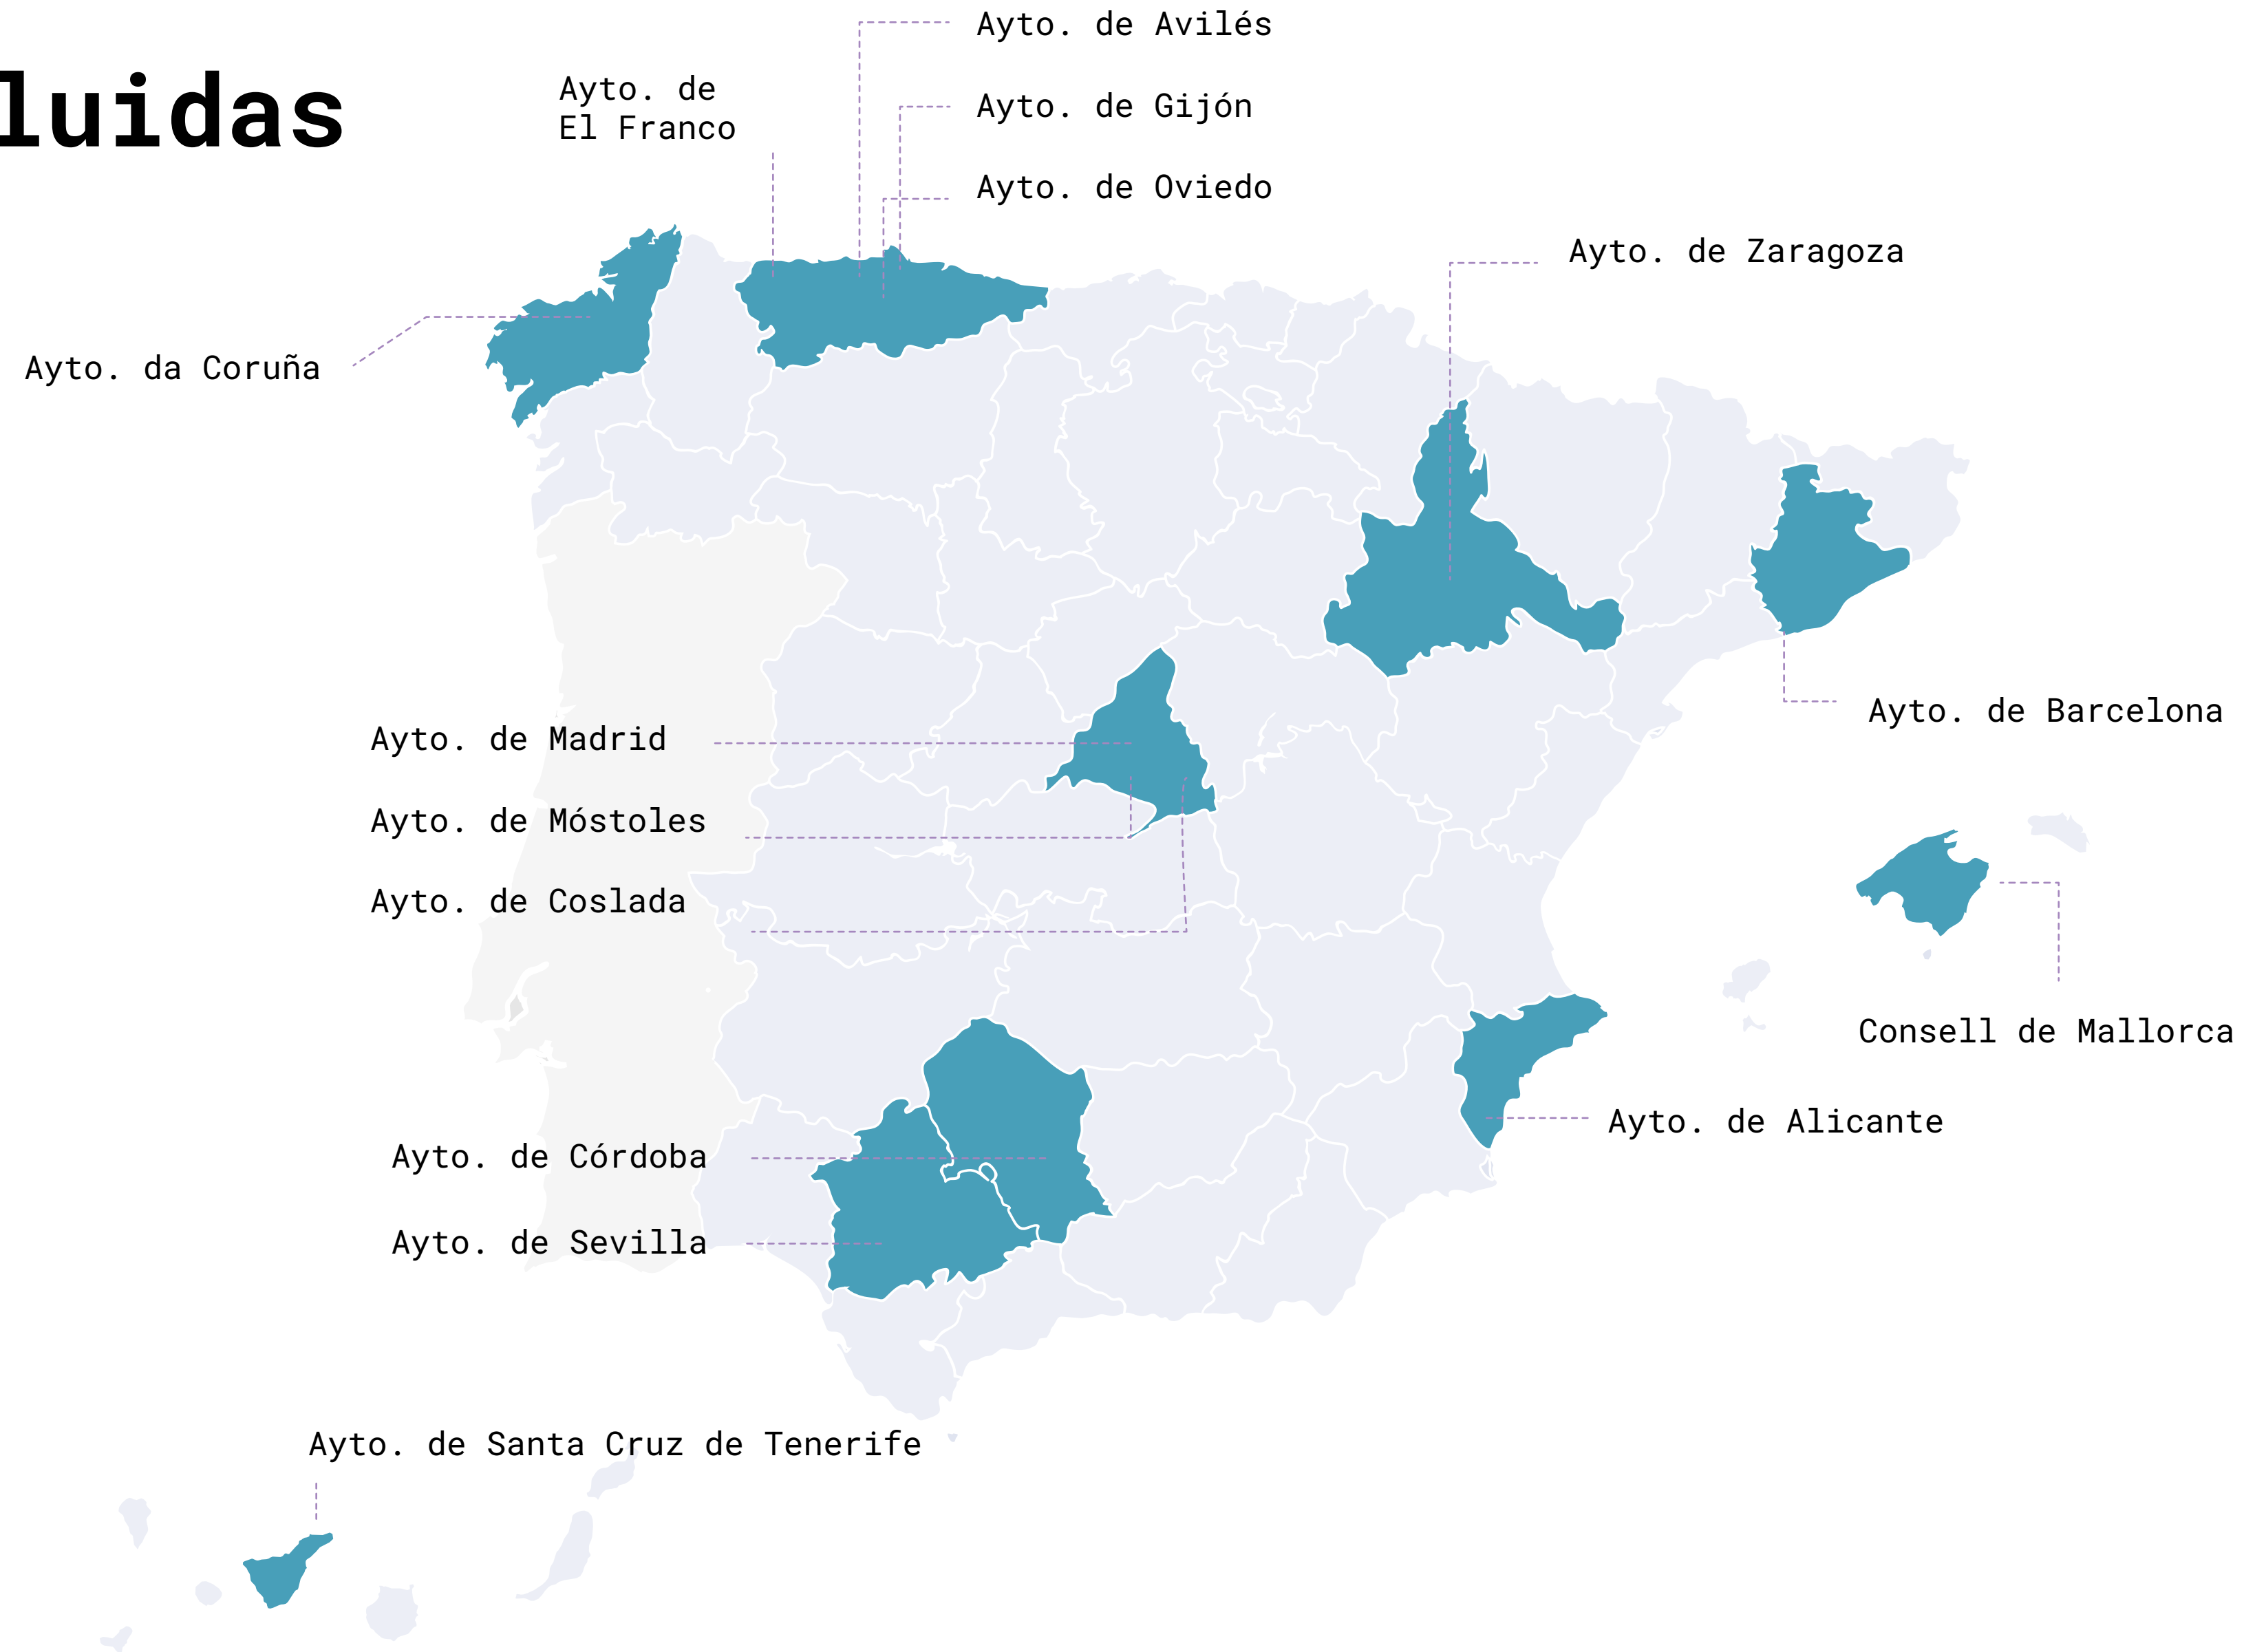 luidas
Ayto. de Avilés
Ayto. de
El Franco
Ayto. de Gijón
Ayto. de Oviedo
Ayto. de Zaragoza
Ayto. da Coruña
Ayto. de Barcelona
Ayto. de Madrid
Ayto. de Móstoles
Ayto. de Coslada
Consell de Mallorca
Ayto. de Alicante
Ayto. de Córdoba
Ayto. de Sevilla
Ayto. de Santa Cruz de Tenerife